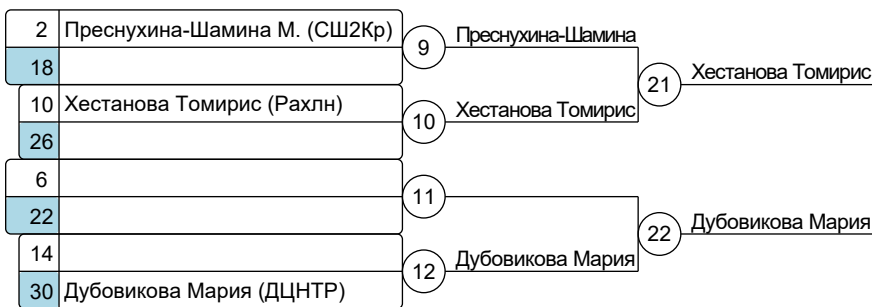 2 Преснухина-Шамина М. (СШ2Кр)
18
9
Преснухина-Шамина
10 Хестанова Томирис (Рахлн)
26
10
Хестанова Томирис
21
Хестанова Томирис
6
22
11
14
30 Дубовикова Мария (ДЦНТР)
12
Дубовикова Мария
22
Дубовикова Мария